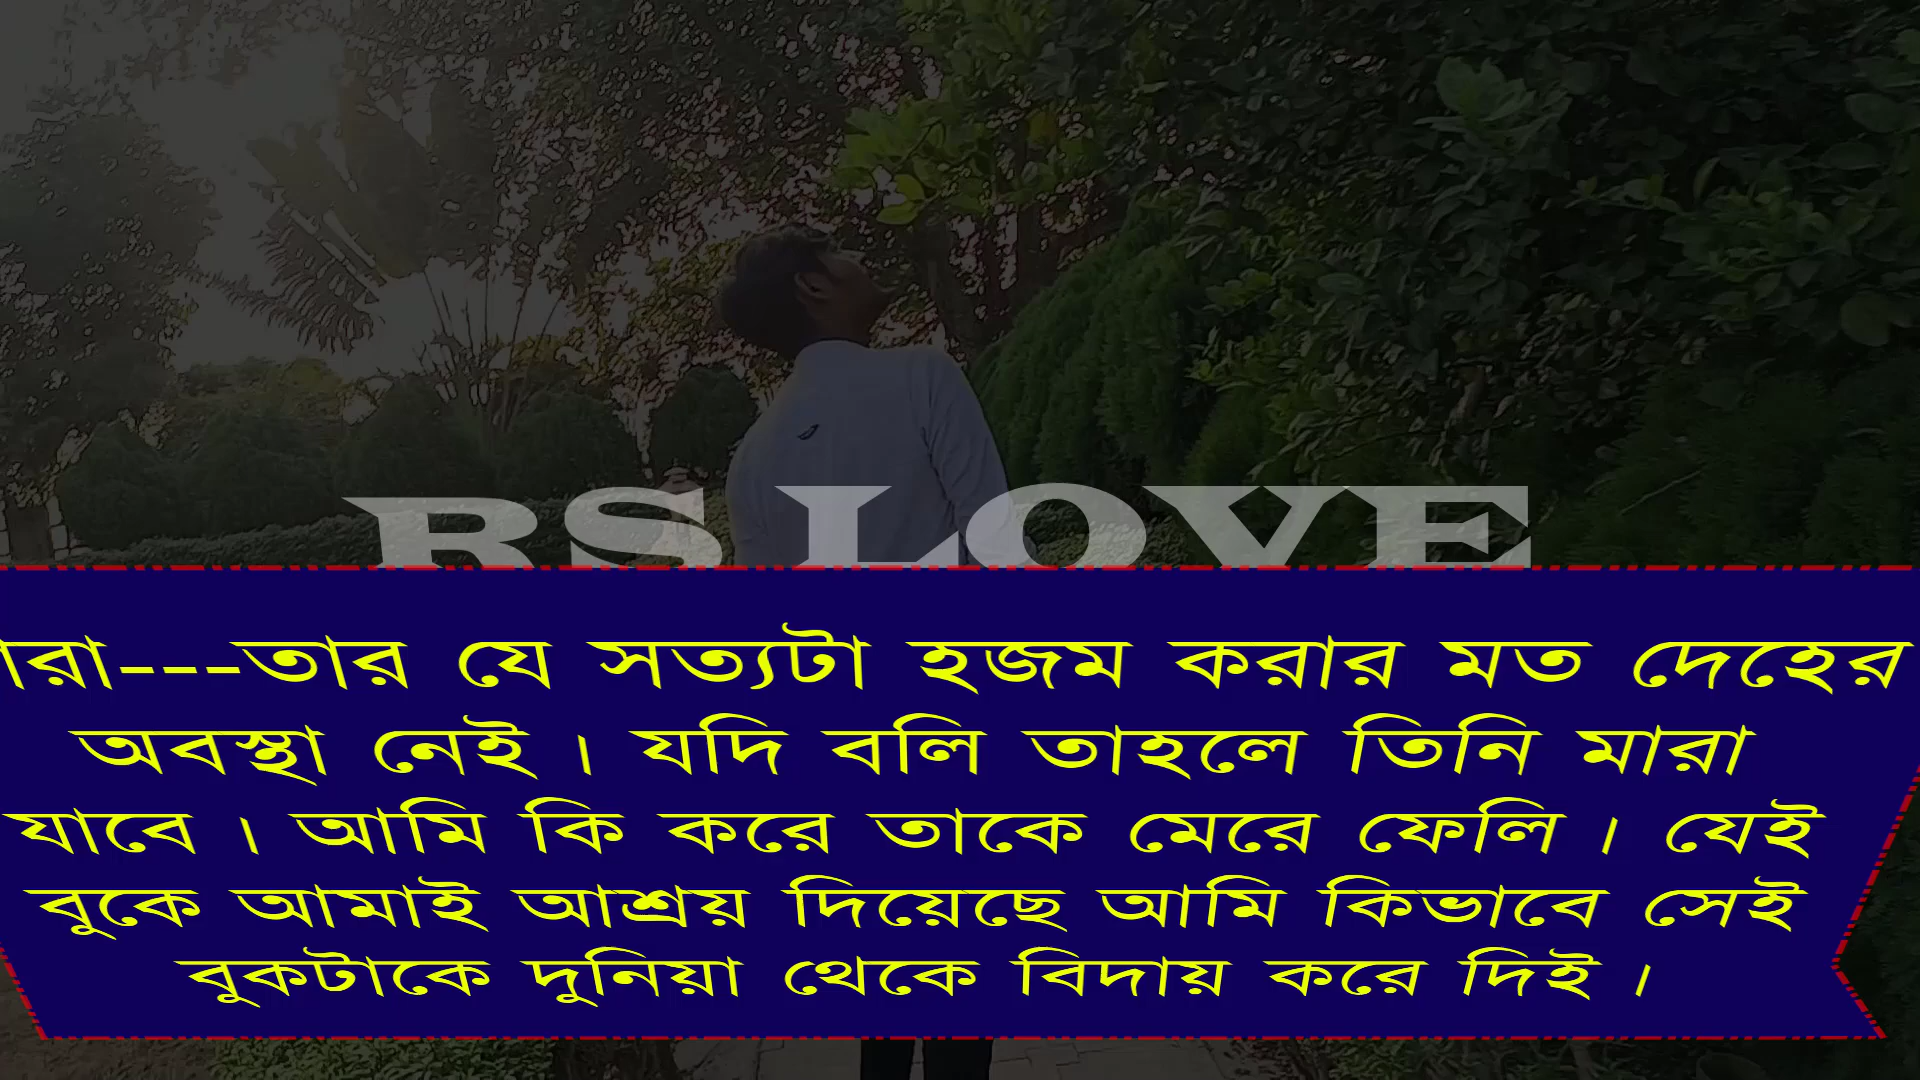 RS LOVE
রা---তার যে সত্যটা হজম করার মত দেহের
অবস্থা নেই । যদি বলি তাহলে তিনি মারা
যাবে । আমি কি করে তাকে মেরে ফেলি । যেই
বুকে আমাই আশ্রয় দিয়েছে আমি কিভাবে সেই
বুকটাকে দুনিয়া থেকে বিদায় করে দিই ।